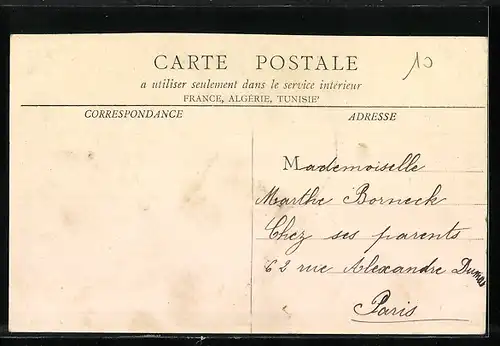 CARTE POSTALE
10
a utiliser seulement dans le service intérieur
FRANCE, ALGÉRIE, TUNISIE
CORRESPONDANCE
ADRESSE
Mademoiselle
Marthe Borneck
Chez ses parents
62 rue Alexandre Dumas
Paris